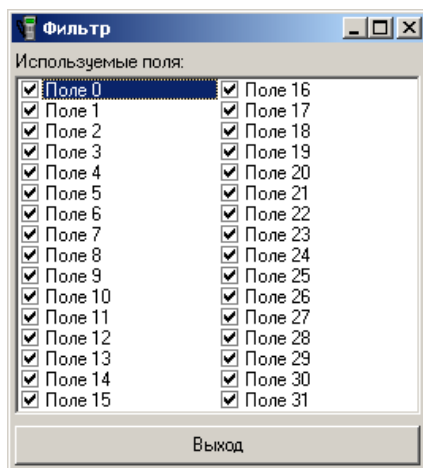 Фильтр
Используемые поля:
Поле 0
Поле 1
Поле 2
Поле 3
Поле 4
Поле 5
Поле 6
Поле 7
Поле 8
Поле 9
Поле 10
Поле 11
Поле 12
Поле 13
Поле 14
Поле 15
Поле 16
Поле 17
Поле 18
Поле 19
Поле 20
Поле 21
Поле 22
Поле 23
Поле 24
Поле 25
Поле 26
Поле 27
Поле 28
Поле 29
Поле 30
Поле 31
Выход